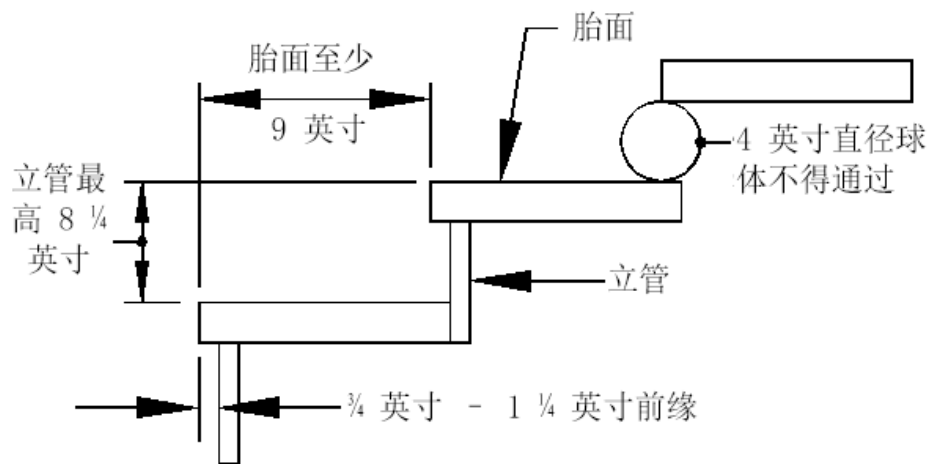 胎面
胎面至少
9 英寸
4 英寸直径球
体不得通过
立管最
高 8 ¼
英寸
立管
¾ 英寸 - 1 ¼ 英寸前缘